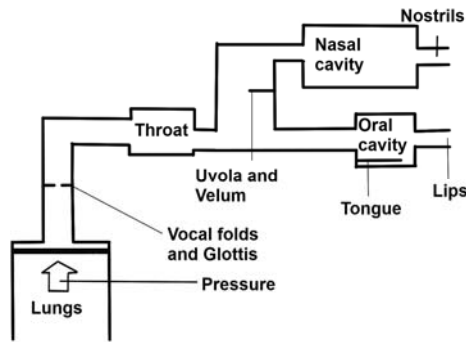 Nostrils
Nasal
cavity
Throat
Oral
cavity
Uvola and
Velum
Lips
Tongue
Vocal folds
and Glottis
Pressure
Lungs